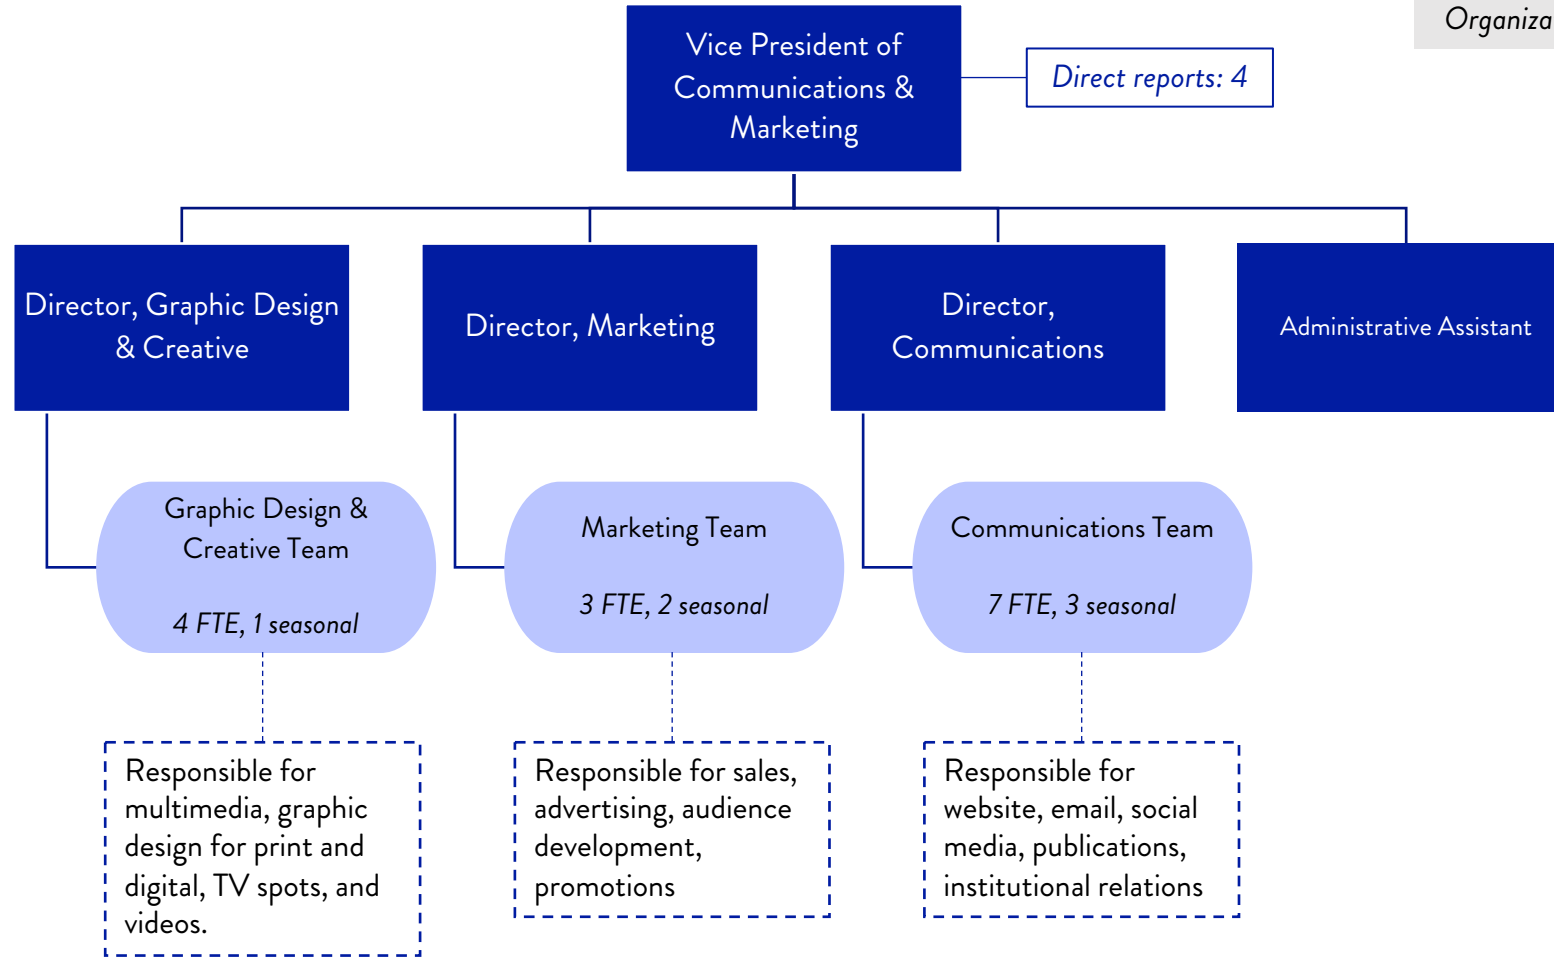 Organiza
Vice President of
Communications &
Marketing
Direct reports: 4
Director, Graphic Design
& Creative
Director, Marketing
Director,
Communications
Administrative Assistant
Graphic Design &
Creative Team
4 FTE, 1 seasonal
Marketing Team
3 FTE, 2 seasonal
Communications Team
7 FTE, 3 seasonal
Responsible for
multimedia, graphic
design for print and
digital, TV spots, and
videos.
Responsible for sales,
advertising, audience
development,
promotions
Responsible for
website, email, social
media, publications,
institutional relations